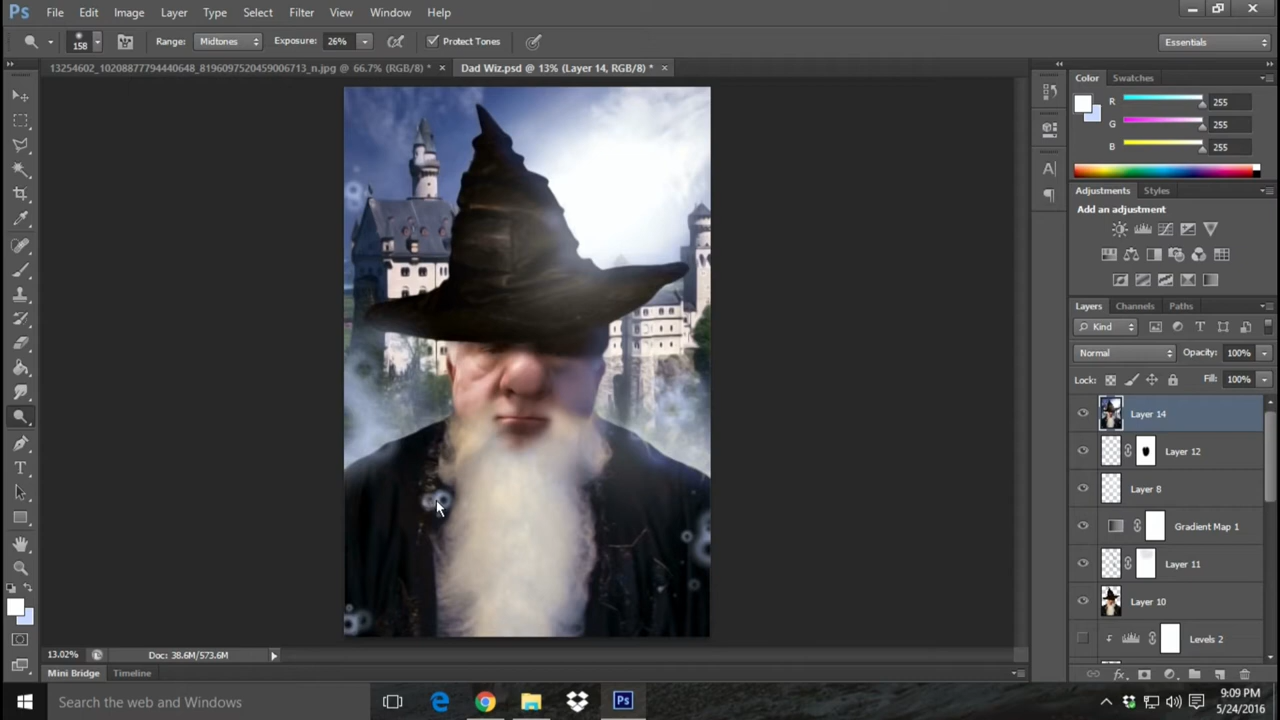 Ps File Edit Image Layer Type Select Filter View Window Help
158 Range: Midtones Exposure: 26% Protect Tones Essentials
13254602_10208877794440648_8196097520459006713_n.jpg @ 66.7% (RGB/8) * × Dad Wiz.psd @ 13% (Layer 14, RGB/8) * ×
Color Swatches
R 255
G 255
B 255
Adjustments Styles
Add an adjustment
Layers Channels Paths
Kind
Normal Opacity: 100%
Lock: Fill: 100%
Layer 14
Layer 12
Layer 8
Gradient Map 1
Layer 11
Layer 10
Levels 2
13.02% Doc: 38.6M/573.6M
Mini Bridge Timeline
Search the web and Windows
9:09 PM
5/24/2016